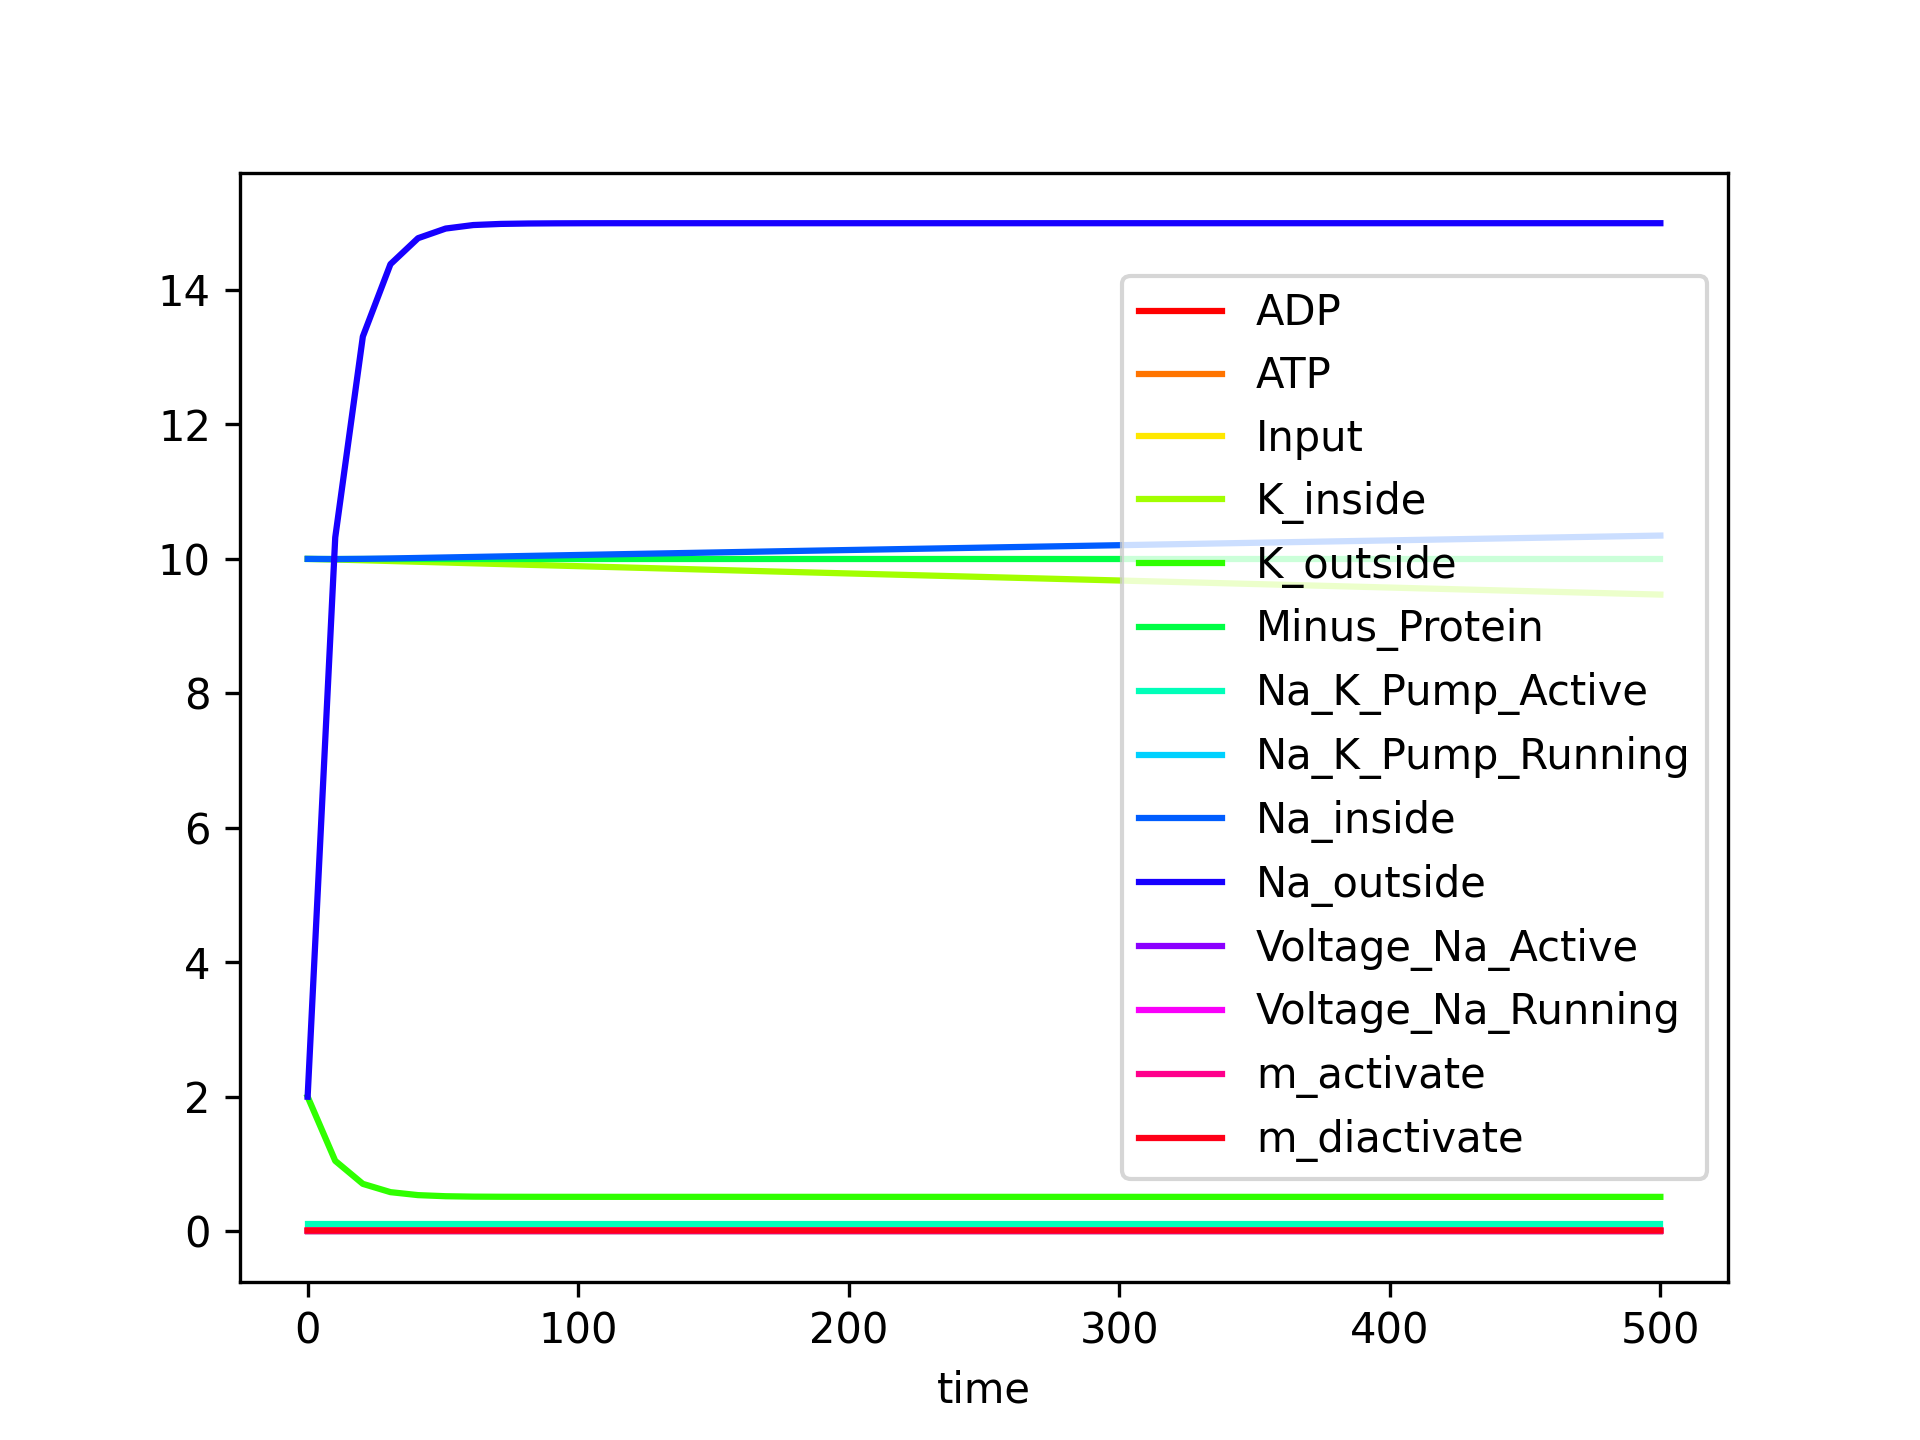 14
12
10
8
6
4
2
0
0 100 200 300 400 500
time
ADP
ATP
Input
K_inside
K_outside
Minus_Protein
Na_K_Pump_Active
Na_K_Pump_Running
Na_inside
Na_outside
Voltage_Na_Active
Voltage_Na_Running
m_activate
m_diactivate